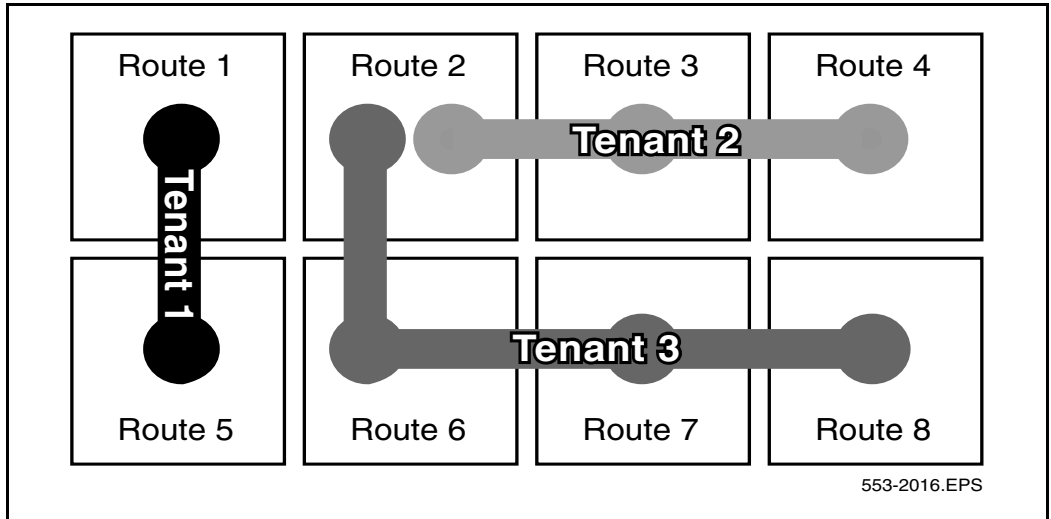 Route 1
Route 2
Route 3
Route 4
Tenant 1
Tenant 2
Tenant 3
Route 5
Route 6
Route 7
Route 8
553-2016.EPS